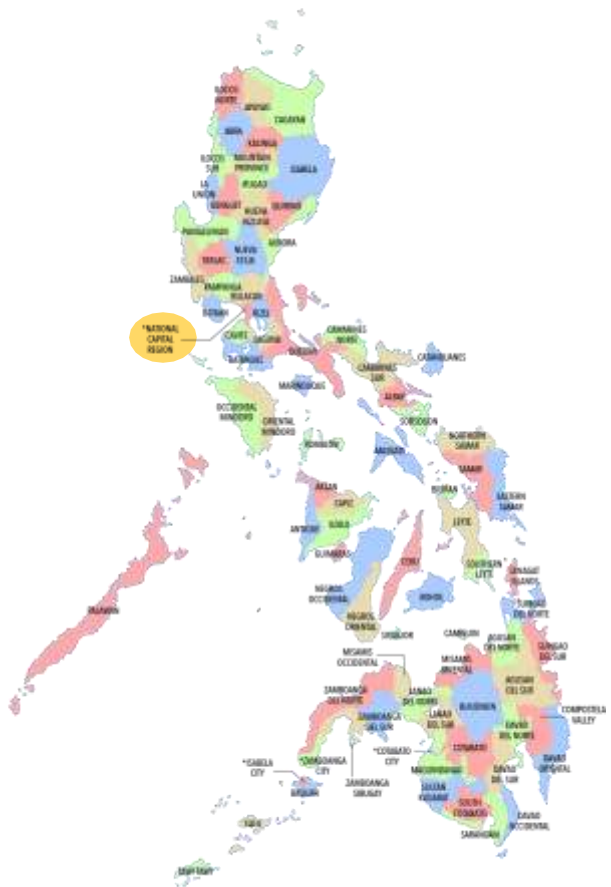 ILOCOS
NORTE
APAYAO
CAGAYAN
ABRA
KALINGA
ILOCOS
SUR
MOUNTAIN
PROVINCE
ISABELA
LA
UNION
IFUGAO
BENGUET
NUEVA
VIZCAYA
QUIRINO
PANGASINAN
AURORA
NUEVA
ECIJA
TARLAC
ZAMBALES
PAMPANGA
BULACAN
BATAAN
RIZAL
*NATIONAL
CAPITAL
REGION
CAVITE
LAGUNA
BATANGAS
QUEZON
CAMARINES
NORTE
CAMARINES
SUR
CATANDUANES
MARINDUQUE
ALBAY
SORSOGON
OCCIDENTAL
MINDORO
ORIENTAL
MINDORO
ROMBLON
MASBATE
NORTHERN
SAMAR
SAMAR
EASTERN
SAMAR
BILIRAN
AKLAN
CAPIZ
ANTIQUE
ILOILO
GUIMARAS
LEYTE
SOUTHERN
LEYTE
CEBU
NEGROS
OCCIDENTAL
BOHOL
NEGROS
ORIENTAL
SIQUIJOR
DINAGAT
ISLANDS
SURIGAO
DEL NORTE
PALAWAN
CAMIGUIN
AGUSAN
DEL NORTE
SURIGAO
DEL SUR
MISAMIS
OCCIDENTAL
MISAMIS
ORIENTAL
AGUSAN
DEL SUR
ZAMBOANGA
DEL NORTE
LANAO
DEL NORTE
BUKIDNON
COMPOSTELA
VALLEY
ZAMBOANGA
DEL SUR
LANAO
DEL SUR
DAVAO
DEL NORTE
*COTABATO
CITY
COTABATO
*ISABELA
CITY
*ZAMBOANGA
CITY
MAGUINDANAO
DAVAO
DEL SUR
DAVAO
ORIENTAL
BASILAN
ZAMBOANGA
SIBUGAY
SULTAN
KUDARAT
SOUTH
COTABATO
SARANGANI
DAVAO
OCCIDENTAL
SULU
TAWI-TAWI